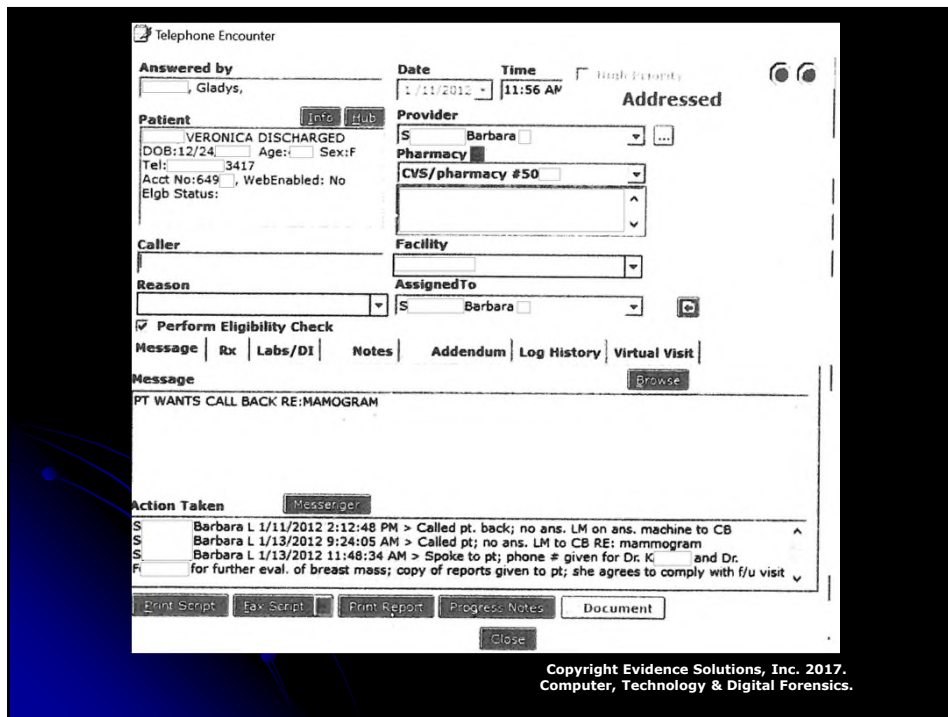 Telephone Encounter
Answered by
, Gladys,
Date
Time
High Priority
1/11/2012
11:56 AM
Addressed
Patient
Info
Hub
VERONICA DISCHARGED
DOB:12/24 Age: Sex:F
Tel: 3417
Acct No:649 , WebEnabled: No
Elgb Status:
Provider
S Barbara
...
Pharmacy
CVS/pharmacy #50
Caller
Facility
Reason
AssignedTo
S Barbara
Perform Eligibility Check
Message Rx Labs/DI Notes Addendum Log History Virtual Visit
Message
Browse
PT WANTS CALL BACK RE:MAMOGRAM
Action Taken
Messenger
S Barbara L 1/11/2012 2:12:48 PM > Called pt. back; no ans. LM on ans. machine to CB
S Barbara L 1/13/2012 9:24:05 AM > Called pt; no ans. LM to CB RE: mammogram
S Barbara L 1/13/2012 11:48:34 AM > Spoke to pt; phone # given for Dr. K and Dr.
F for further eval. of breast mass; copy of reports given to pt; she agrees to comply with f/u visit
Print Script Fax Script Print Report Progress Notes Document
Close
Copyright Evidence Solutions, Inc. 2017.
Computer, Technology & Digital Forensics.